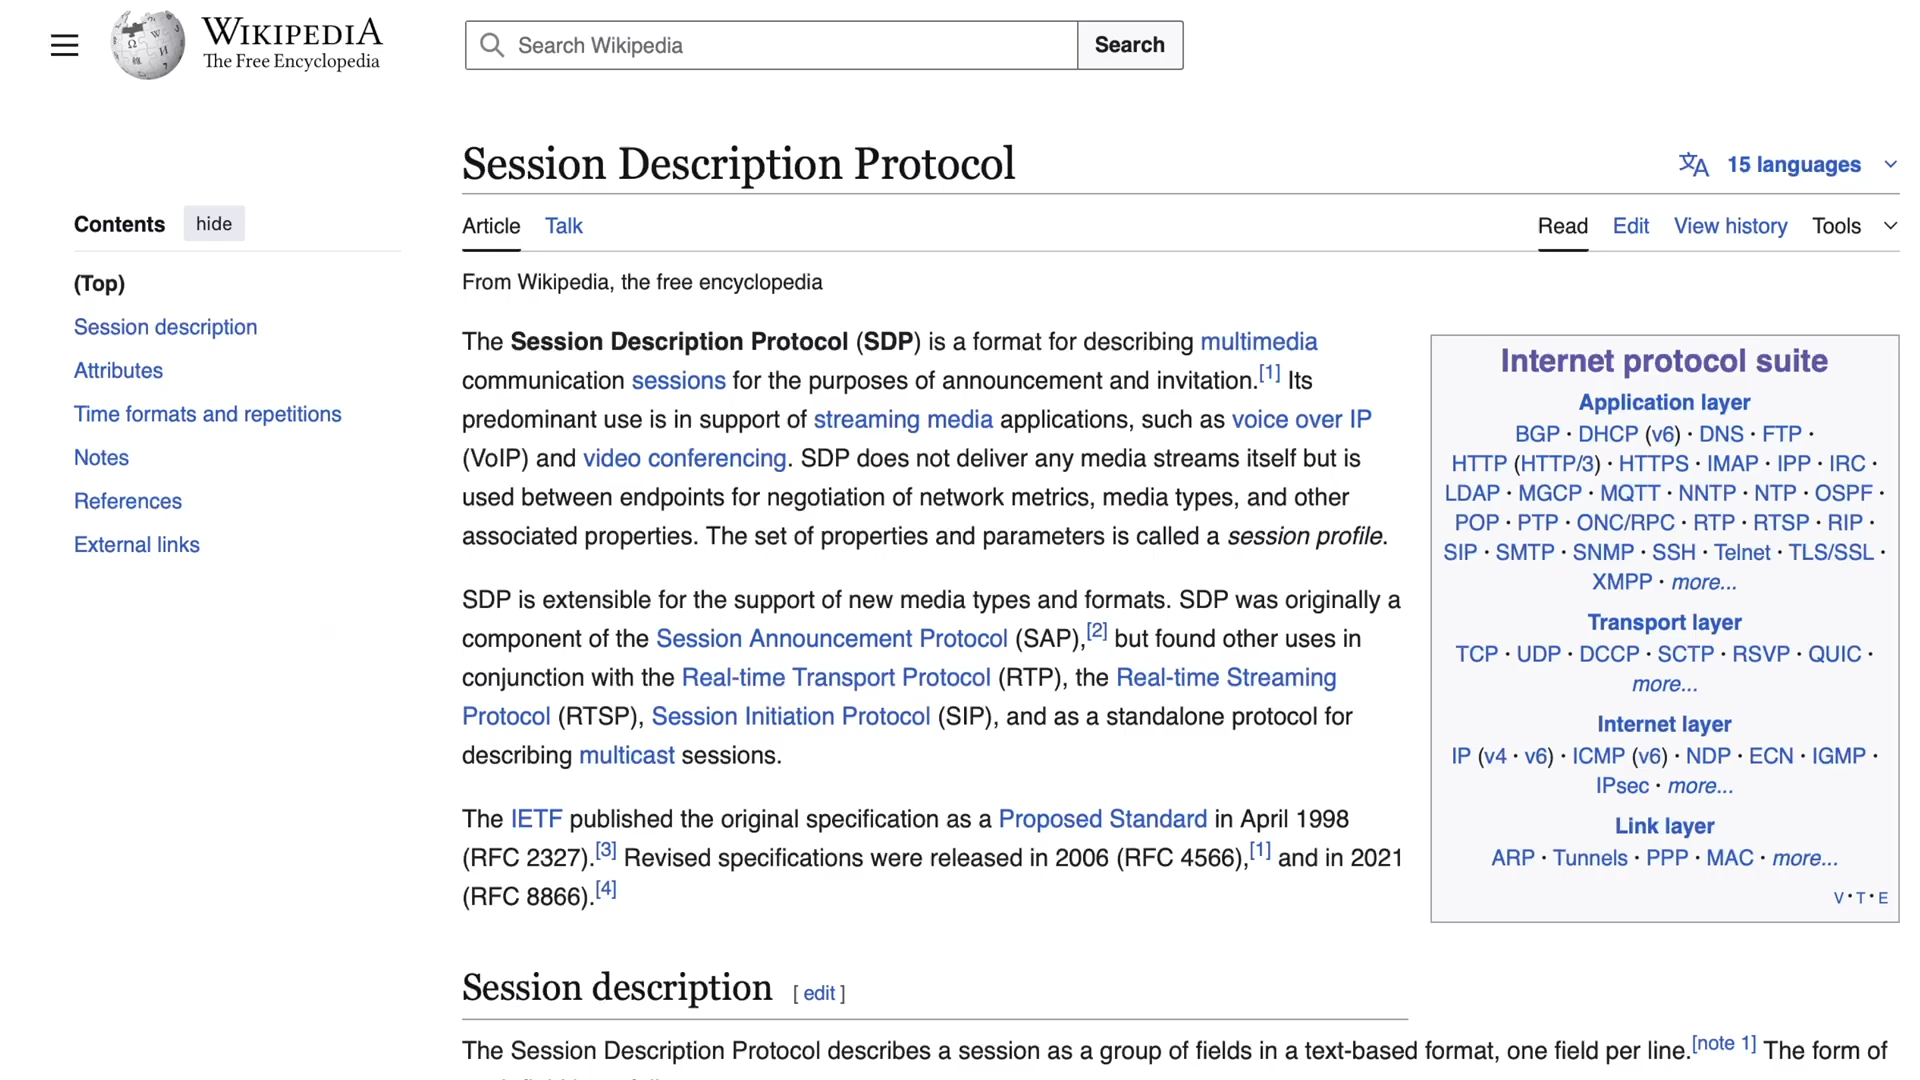 WIKIPEDIA
The Free Encyclopedia
Search Wikipedia
Search
Session Description Protocol
15 languages
Contents hide
(Top)
Session description
Attributes
Time formats and repetitions
Notes
References
External links
Article Talk
Read Edit View history Tools
From Wikipedia, the free encyclopedia
The Session Description Protocol (SDP) is a format for describing multimedia
communication sessions for the purposes of announcement and invitation.[1] Its
predominant use is in support of streaming media applications, such as voice over IP
(VoIP) and video conferencing. SDP does not deliver any media streams itself but is
used between endpoints for negotiation of network metrics, media types, and other
associated properties. The set of properties and parameters is called a session profile.
SDP is extensible for the support of new media types and formats. SDP was originally a
component of the Session Announcement Protocol (SAP),[2] but found other uses in
conjunction with the Real-time Transport Protocol (RTP), the Real-time Streaming
Protocol (RTSP), Session Initiation Protocol (SIP), and as a standalone protocol for
describing multicast sessions.
The IETF published the original specification as a Proposed Standard in April 1998
(RFC 2327).[3] Revised specifications were released in 2006 (RFC 4566),[1] and in 2021
(RFC 8866).[4]
Internet protocol suite
Application layer
BGP · DHCP (v6) · DNS · FTP ·
HTTP (HTTP/3) · HTTPS · IMAP · IPP · IRC ·
LDAP · MGCP · MQTT · NNTP · NTP · OSPF ·
POP · PTP · ONC/RPC · RTP · RTSP · RIP ·
SIP · SMTP · SNMP · SSH · Telnet · TLS/SSL ·
XMPP · more...
Transport layer
TCP · UDP · DCCP · SCTP · RSVP · QUIC ·
more...
Internet layer
IP (v4 · v6) · ICMP (v6) · NDP · ECN · IGMP ·
IPsec · more...
Link layer
ARP · Tunnels · PPP · MAC · more...
V · T · E
Session description [ edit ]
The Session Description Protocol describes a session as a group of fields in a text-based format, one field per line.[note 1] The form of